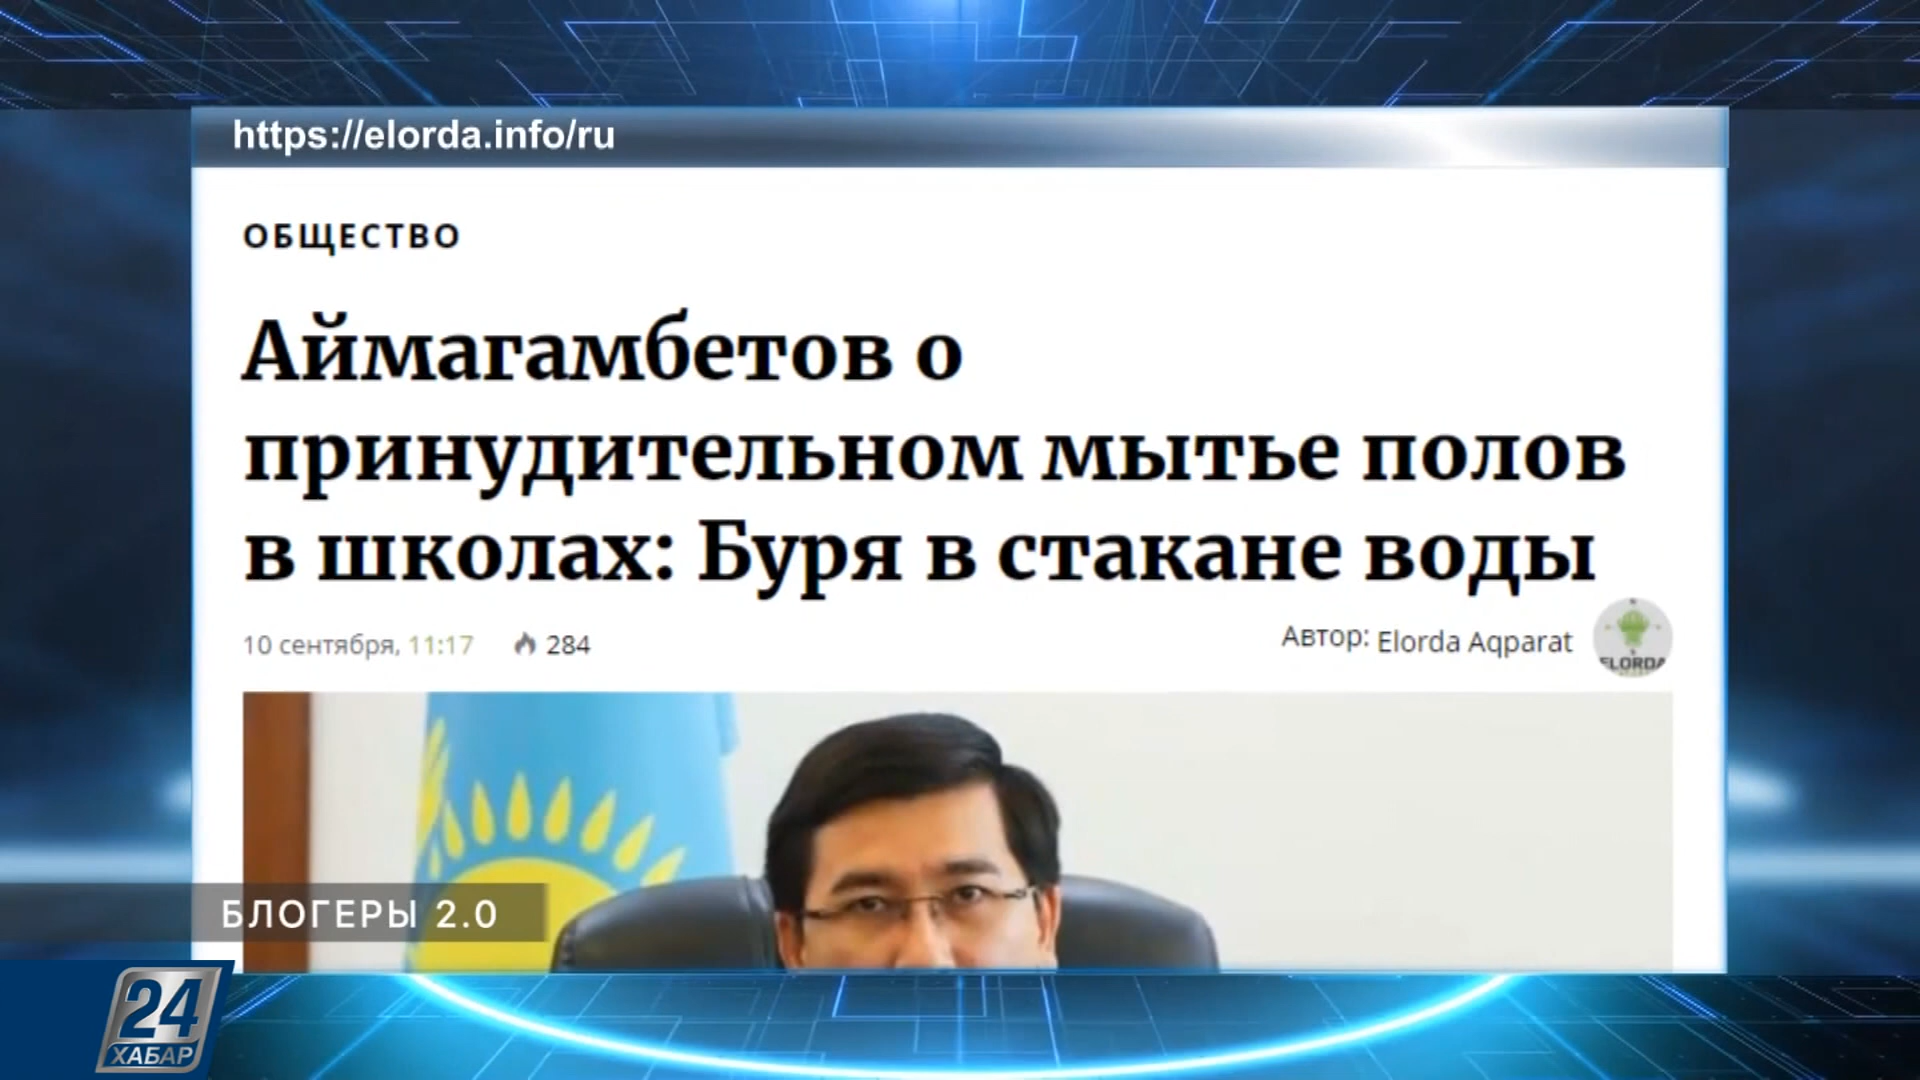 https://elorda.info/ru
ОБЩЕСТВО
Аймагамбетов о
принудительном мытье полов
в школах: Буря в стакане воды
10 сентября, 11:17 284
Автор: Elorda Aqparat
ELORDA
БЛОГЕРЫ 2.0
24
ХАБАР